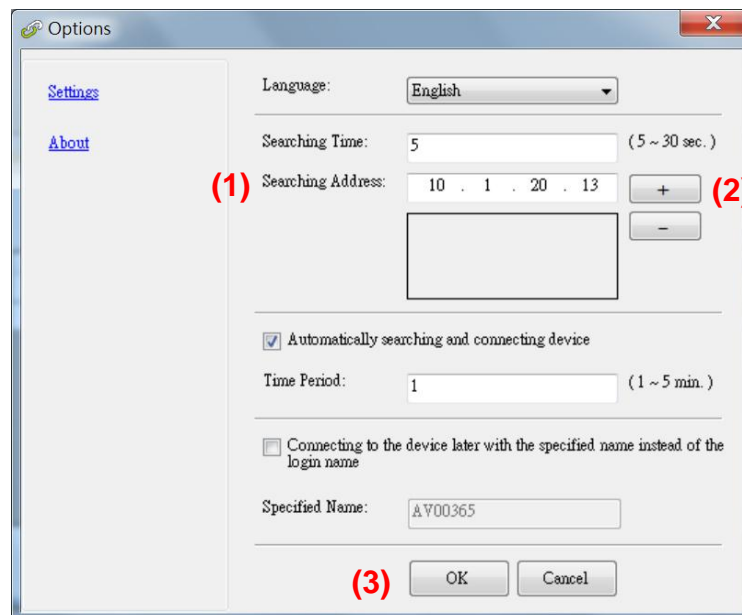 Options
X
Settings
About
Language:
English
Searching Time:
5
( 5 ~ 30 sec. )
(1)
Searching Address:
10 . 1 . 20 . 13
+
(2)
−
Automatically searching and connecting device
Time Period:
1
( 1 ~ 5 min. )
Connecting to the device later with the specified name instead of the
login name
Specified Name:
AV00365
(3)
OK
Cancel